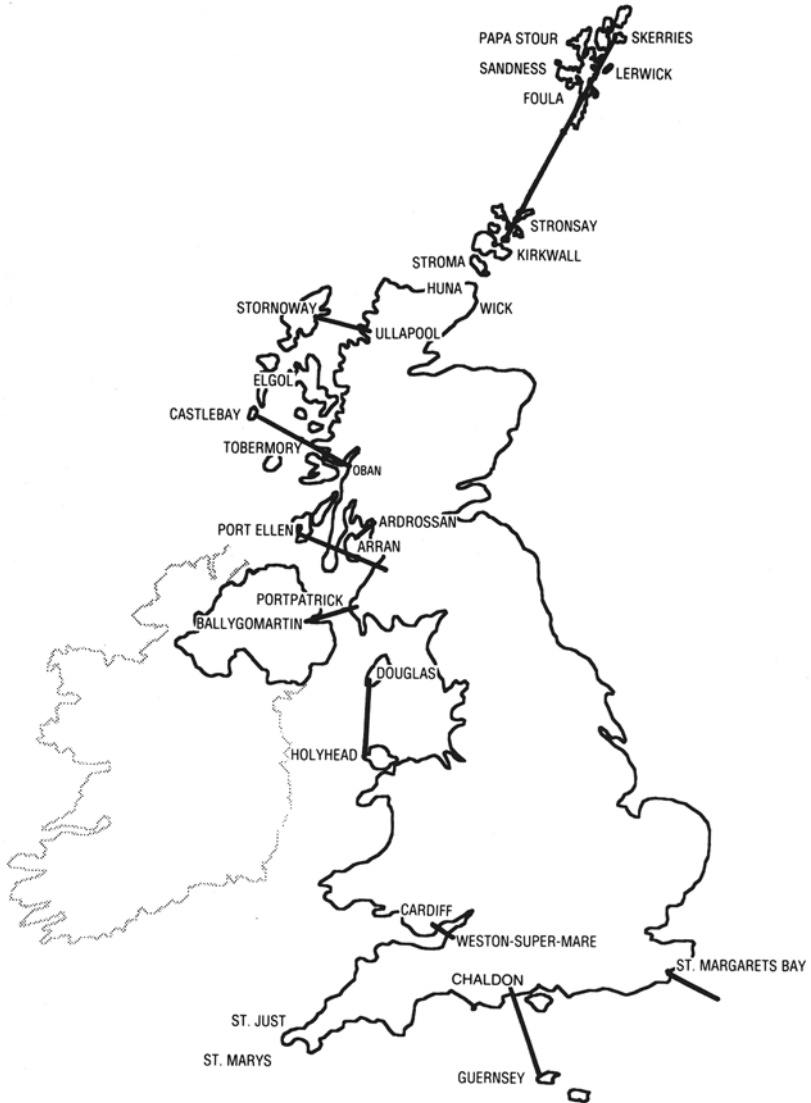 PAPA STOUR
SKERRIES
SANDNESS
LERWICK
FOULA
STRONSAY
KIRKWALL
STROMA
HUNA
WICK
STORNOWAY
ULLAPOOL
ELGOL
CASTLEBAY
TOBERMORY
OBAN
ARDROSSAN
PORT ELLEN
ARRAN
PORTPATRICK
BALLYGOMARTIN
DOUGLAS
HOLYHEAD
CARDIFF
WESTON-SUPER-MARE
ST. MARGARETS BAY
CHALDON
ST. JUST
ST. MARYS
GUERNSEY